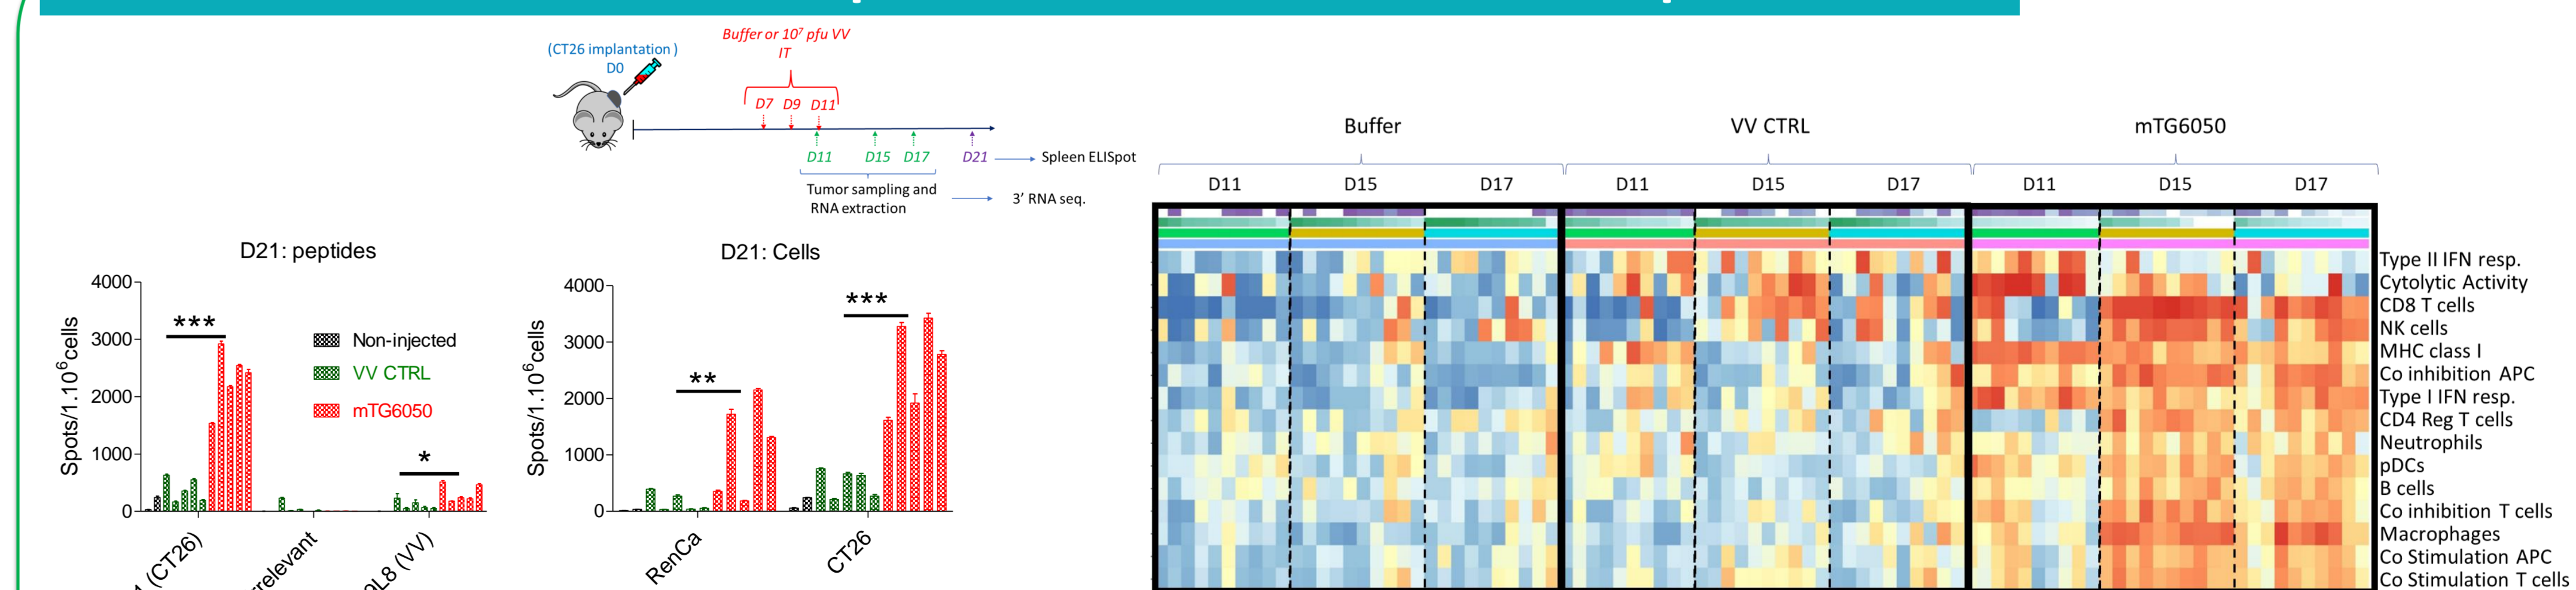 (CT26 implantation )
D0
Buffer or 10⁷ pfu VV
IT
D7 D9 D11
D11 D15 D17 D21
Spleen ELISpot
Tumor sampling and
RNA extraction
3' RNA seq.
D21: peptides
4000
3000
2000
1000
0
Spots/1.10⁶cells
***
*
Non-injected
VV CTRL
mTG6050
(CT26)
(VV)
D21: Cells
4000
3000
2000
1000
0
Spots/1.10⁶cells
**
***
RenCa
CT26
Buffer
VV CTRL
mTG6050
D11 D15 D17 D11 D15 D17 D11 D15 D17
Type II IFN resp.
Cytolytic Activity
CD8 T cells
NK cells
MHC class I
Co inhibition APC
Type I IFN resp.
CD4 Reg T cells
Neutrophils
pDCs
B cells
Co inhibition T cells
Macrophages
Co Stimulation APC
Co Stimulation T cells